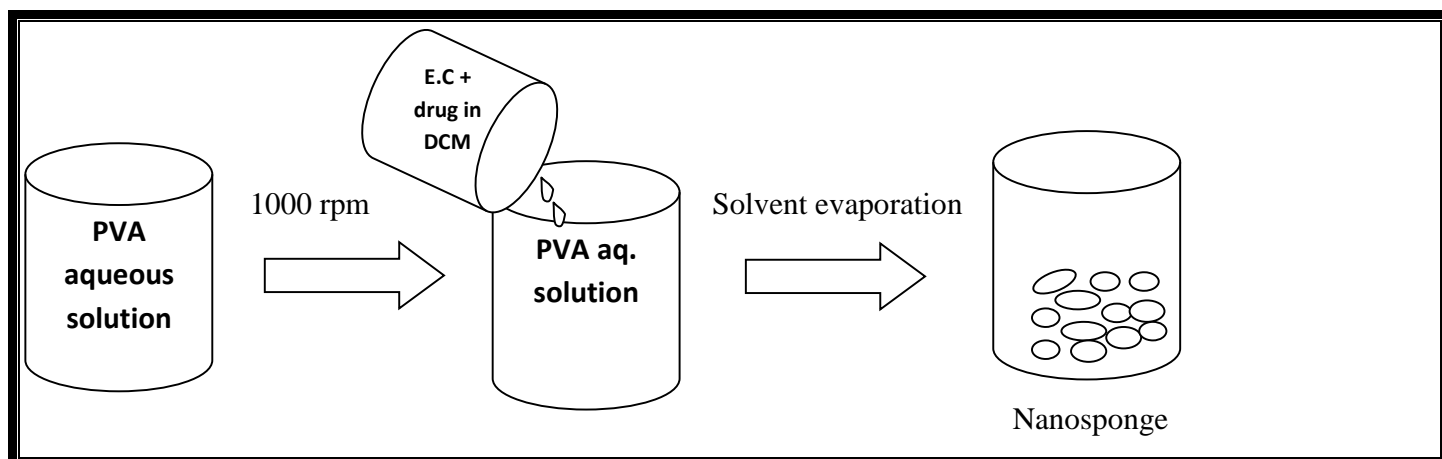 PVA
aqueous
solution
1000 rpm
E.C +
drug in
DCM
PVA aq.
solution
Solvent evaporation
Nanosponge